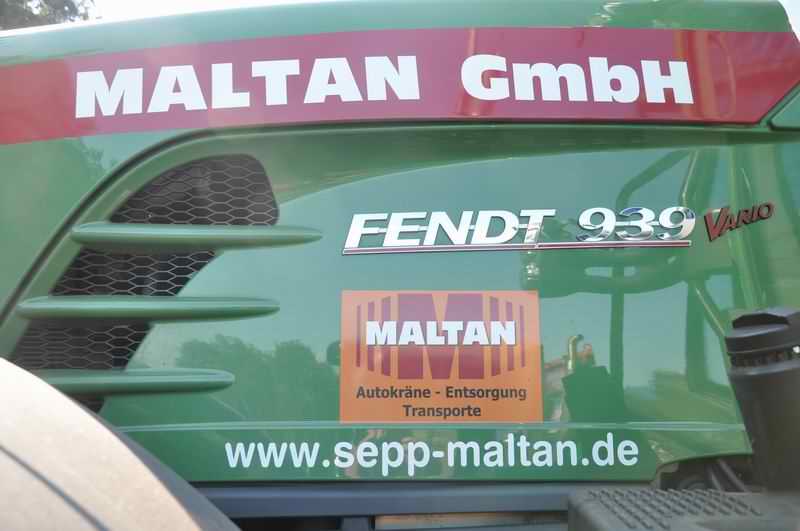 MALTAN GmbH
FENDT 939 VARIO
MALTAN
Autokräne - Entsorgung
Transporte
www.sepp-maltan.de